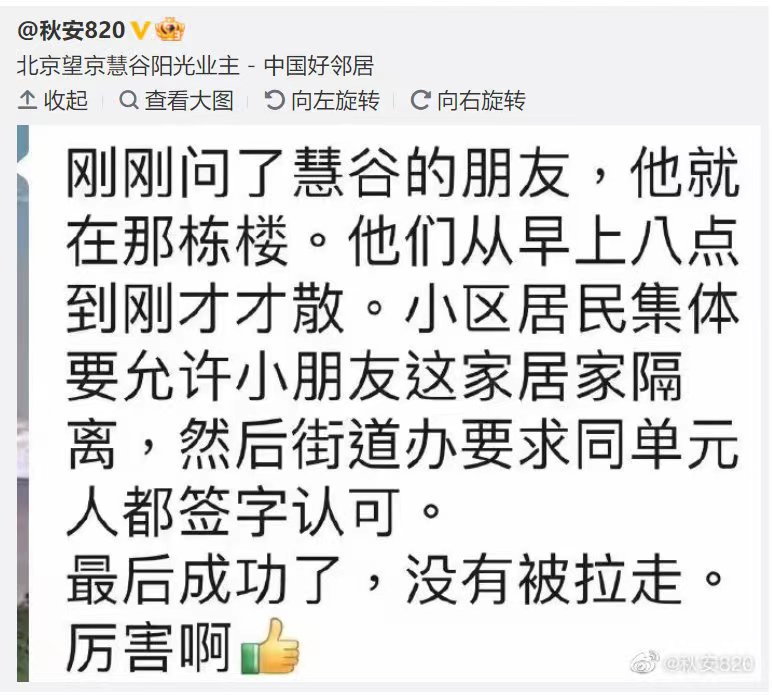 @秋安820
北京望京慧谷阳光业主 - 中国好邻居
收起 查看大图 向左旋转 向右旋转
刚刚问了慧谷的朋友，他就
在那栋楼。他们从早上八点
到刚才才散。小区居民集体
要允许小朋友这家居家隔
离，然后街道办要求同单元
人都签字认可。
最后成功了，没有被拉走。
厉害啊👍
@秋安820